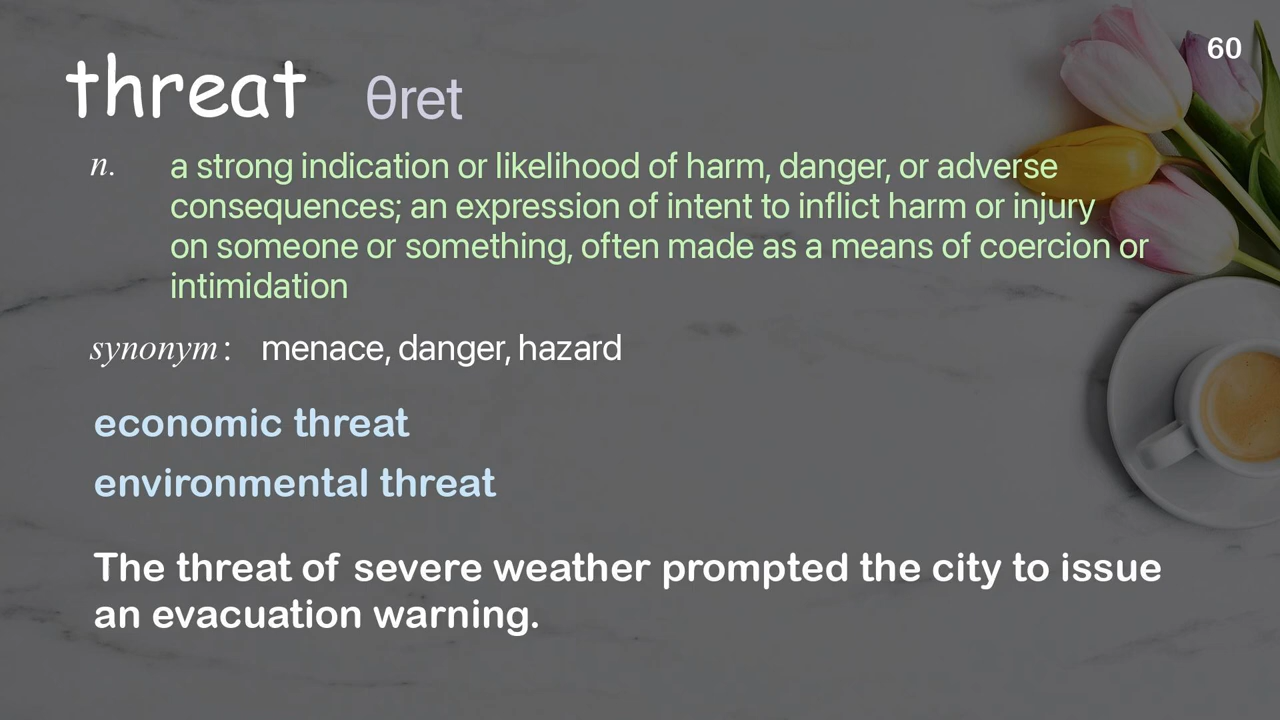 60
threat θret
n. a strong indication or likelihood of harm, danger, or adverse
consequences; an expression of intent to inflict harm or injury
on someone or something, often made as a means of coercion or
intimidation
synonym: menace, danger, hazard
economic threat
environmental threat
The threat of severe weather prompted the city to issue
an evacuation warning.